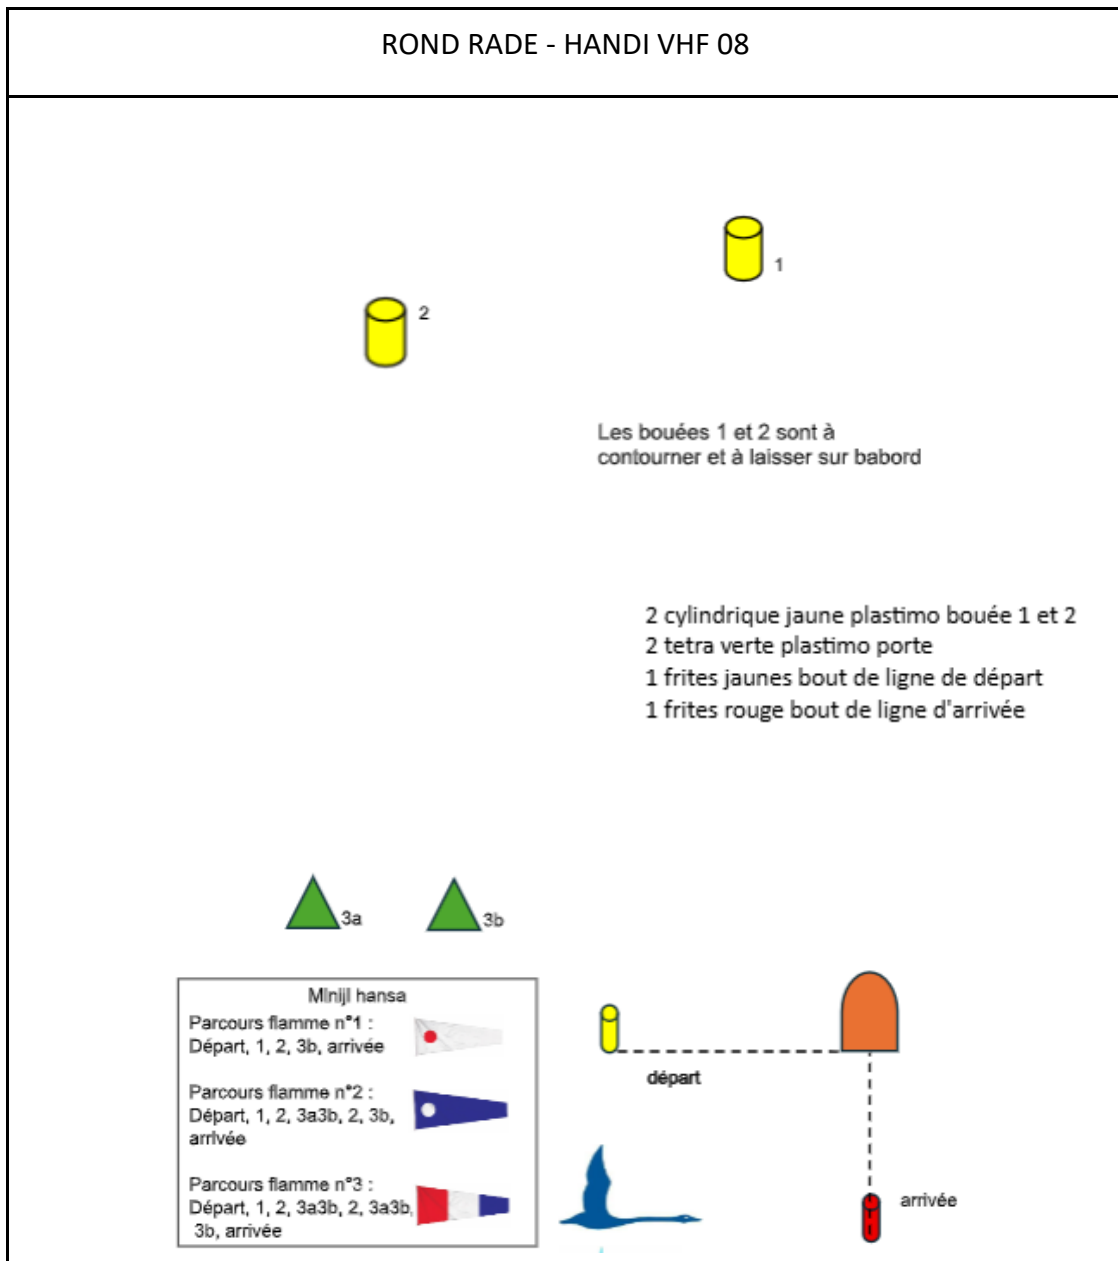 ROND RADE - HANDI VHF 08
1
2
Les bouées 1 et 2 sont à
contourner et à laisser sur babord
2 cylindrique jaune plastimo bouée 1 et 2
2 tetra verte plastimo porte
1 frites jaunes bout de ligne de départ
1 frites rouge bout de ligne d'arrivée
3a
3b
Miniji hansa
Parcours flamme n°1 :
Départ, 1, 2, 3b, arrivée
Parcours flamme n°2 :
Départ, 1, 2, 3a3b, 2, 3b,
arrivée
Parcours flamme n°3 :
Départ, 1, 2, 3a3b, 2, 3a3b,
3b, arrivée
départ
arrivée